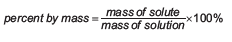 percent by mass = mass of solute / mass of solution × 100%